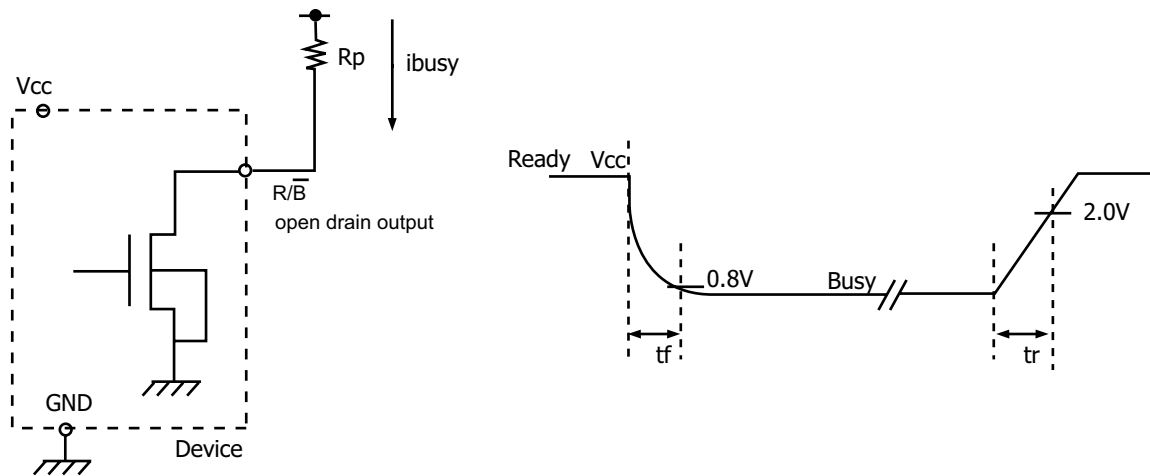 Rp
ibusy
Vcc
R/B̅
open drain output
GND
Device
Ready Vcc
2.0V
0.8V
Busy
tf
tr